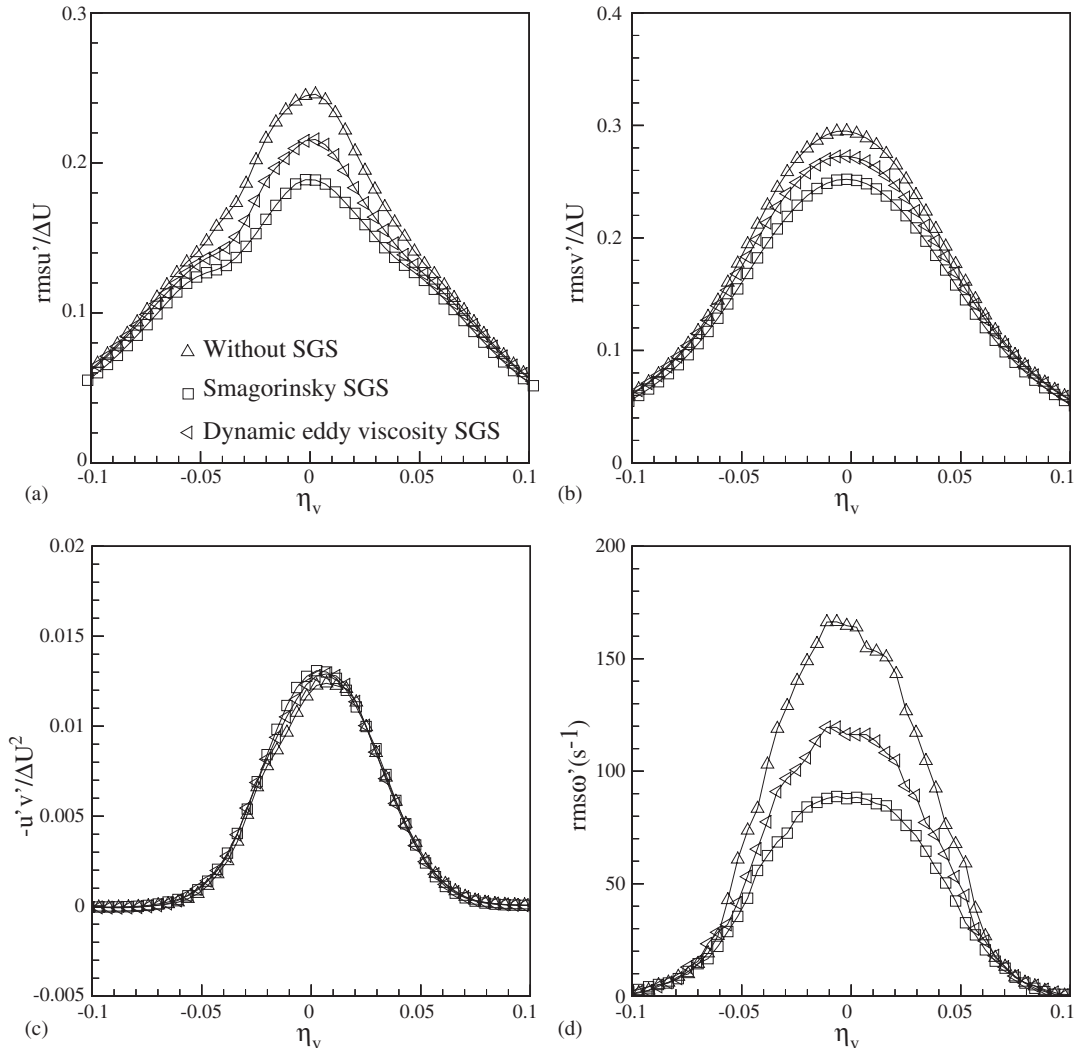 0.3
0.2
0.1
0
rmsu'/ΔU
△ Without SGS
□ Smagorinsky SGS
◁ Dynamic eddy viscosity SGS
-0.1 -0.05 0 0.05 0.1
(a)
η_v
0.4
0.3
0.2
0.1
0
rmsv'/ΔU
-0.1 -0.05 0 0.05 0.1
(b)
η_v
0.02
0.015
0.01
0.005
0
-0.005
-u'v'/ΔU²
-0.1 -0.05 0 0.05 0.1
(c)
η_v
200
150
100
50
0
rmsω'(s⁻¹)
-0.1 -0.05 0 0.05 0.1
(d)
η_v